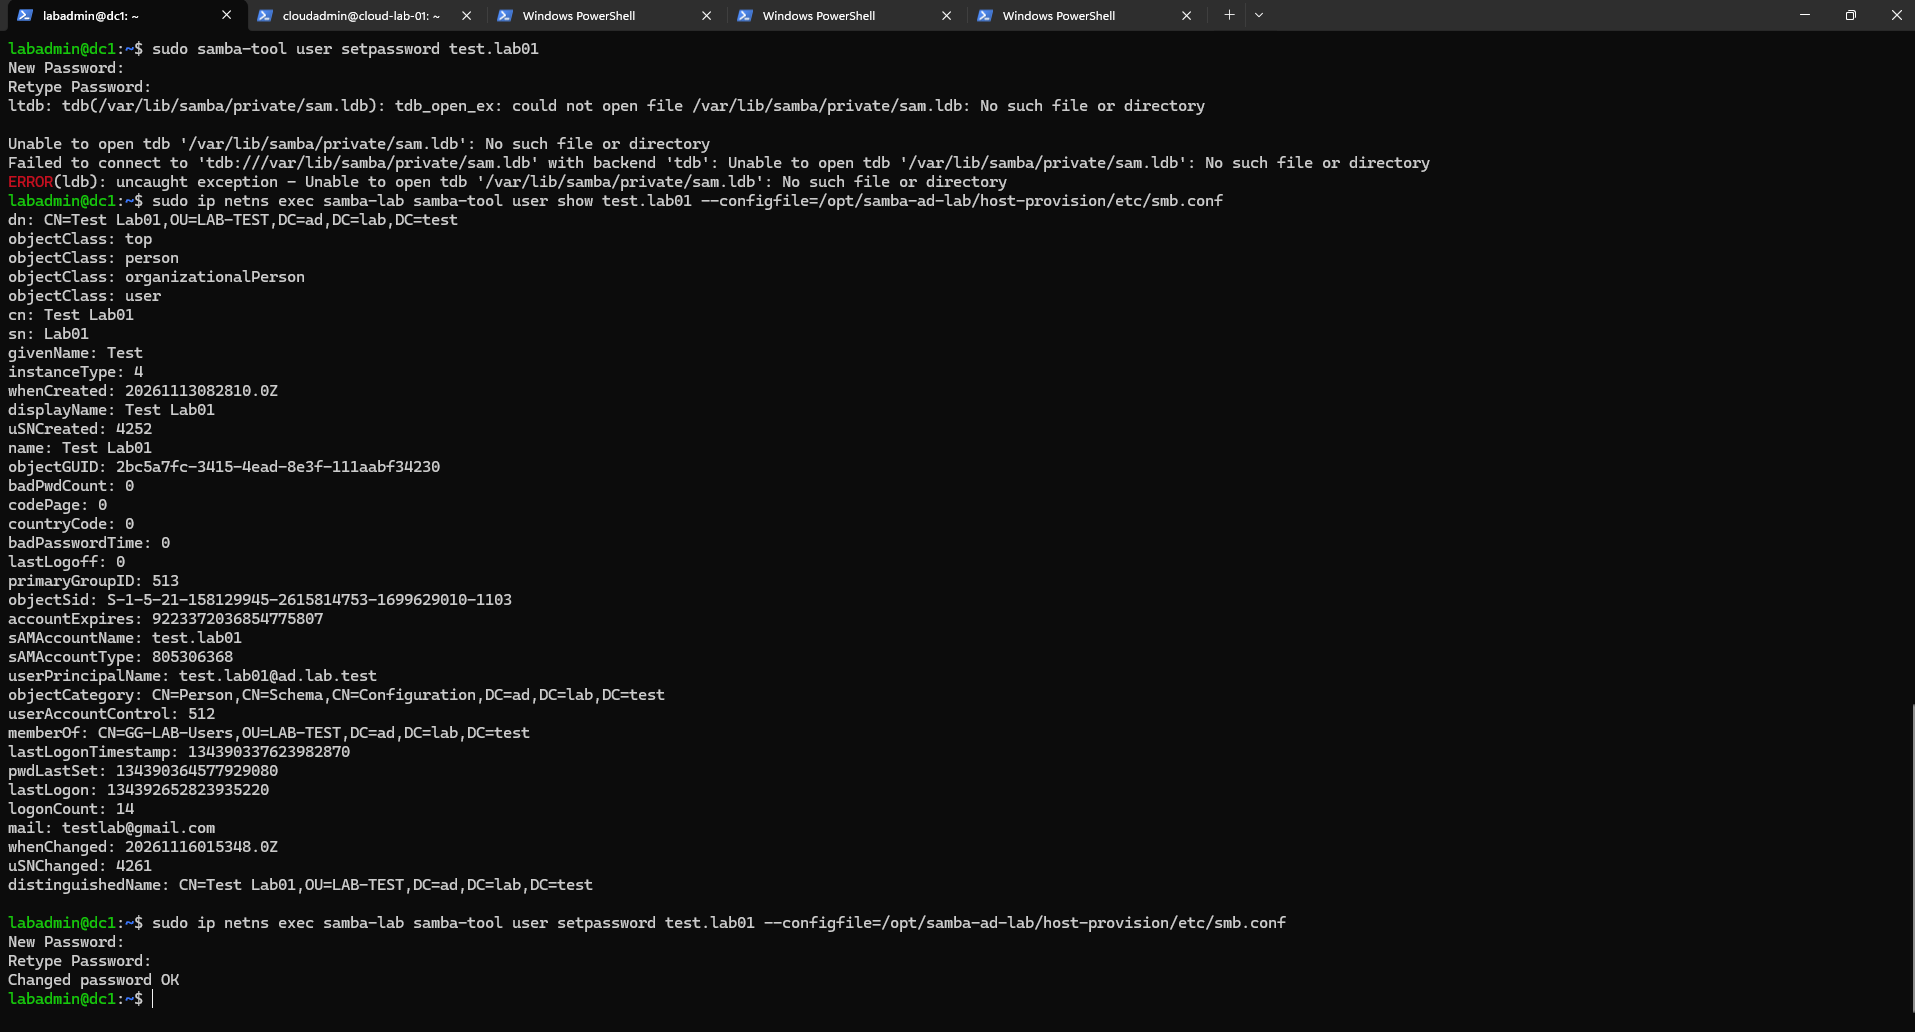 labadmin@dc1: ~
cloudadmin@cloud-lab-01: ~
Windows PowerShell
Windows PowerShell
Windows PowerShell
labadmin@dc1:~$ sudo samba-tool user setpassword test.lab01
New Password:
Retype Password:
ltdb: tdb(/var/lib/samba/private/sam.ldb): tdb_open_ex: could not open file /var/lib/samba/private/sam.ldb: No such file or directory
Unable to open tdb '/var/lib/samba/private/sam.ldb': No such file or directory
Failed to connect to 'tdb:///var/lib/samba/private/sam.ldb' with backend 'tdb': Unable to open tdb '/var/lib/samba/private/sam.ldb': No such file or directory
ERROR(ldb): uncaught exception - Unable to open tdb '/var/lib/samba/private/sam.ldb': No such file or directory
labadmin@dc1:~$ sudo ip netns exec samba-lab samba-tool user show test.lab01 --configfile=/opt/samba-ad-lab/host-provision/etc/smb.conf
dn: CN=Test Lab01,OU=LAB-TEST,DC=ad,DC=lab,DC=test
objectClass: top
objectClass: person
objectClass: organizationalPerson
objectClass: user
cn: Test Lab01
sn: Lab01
givenName: Test
instanceType: 4
whenCreated: 20261113082810.0Z
displayName: Test Lab01
uSNCreated: 4252
name: Test Lab01
objectGUID: 2bc5a7fc-3415-4ead-8e3f-111aabf34230
badPwdCount: 0
codePage: 0
countryCode: 0
badPasswordTime: 0
lastLogoff: 0
primaryGroupID: 513
objectSid: S-1-5-21-158129945-2615814753-1699629010-1103
accountExpires: 9223372036854775807
sAMAccountName: test.lab01
sAMAccountType: 805306368
userPrincipalName: test.lab01@ad.lab.test
objectCategory: CN=Person,CN=Schema,CN=Configuration,DC=ad,DC=lab,DC=test
userAccountControl: 512
memberOf: CN=GG-LAB-Users,OU=LAB-TEST,DC=ad,DC=lab,DC=test
lastLogonTimestamp: 134390337623982870
pwdLastSet: 134390364577929080
lastLogon: 134392652823935220
logonCount: 14
mail: testlab@gmail.com
whenChanged: 20261116015348.0Z
uSNChanged: 4261
distinguishedName: CN=Test Lab01,OU=LAB-TEST,DC=ad,DC=lab,DC=test
labadmin@dc1:~$ sudo ip netns exec samba-lab samba-tool user setpassword test.lab01 --configfile=/opt/samba-ad-lab/host-provision/etc/smb.conf
New Password:
Retype Password:
Changed password OK
labadmin@dc1:~$